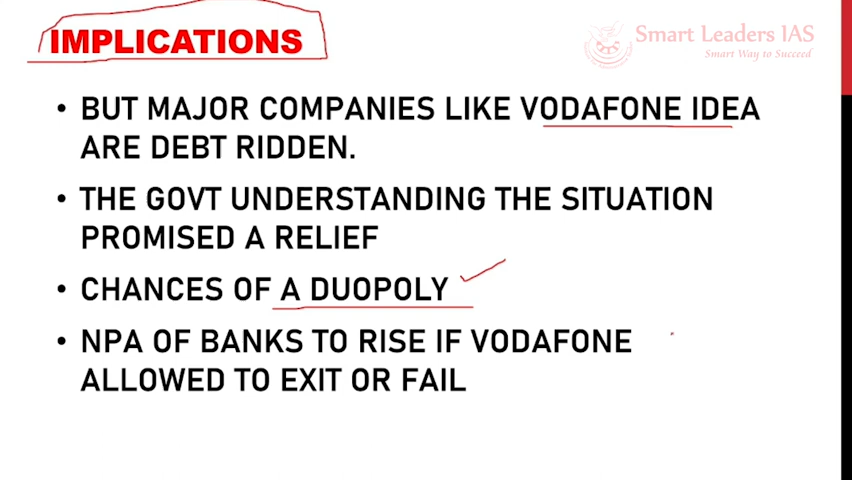 IMPLICATIONS
Smart Leaders IAS
Smart Way to Succeed
• BUT MAJOR COMPANIES LIKE VODAFONE IDEA
ARE DEBT RIDDEN.
• THE GOVT UNDERSTANDING THE SITUATION
PROMISED A RELIEF
• CHANCES OF A DUOPOLY
• NPA OF BANKS TO RISE IF VODAFONE
ALLOWED TO EXIT OR FAIL